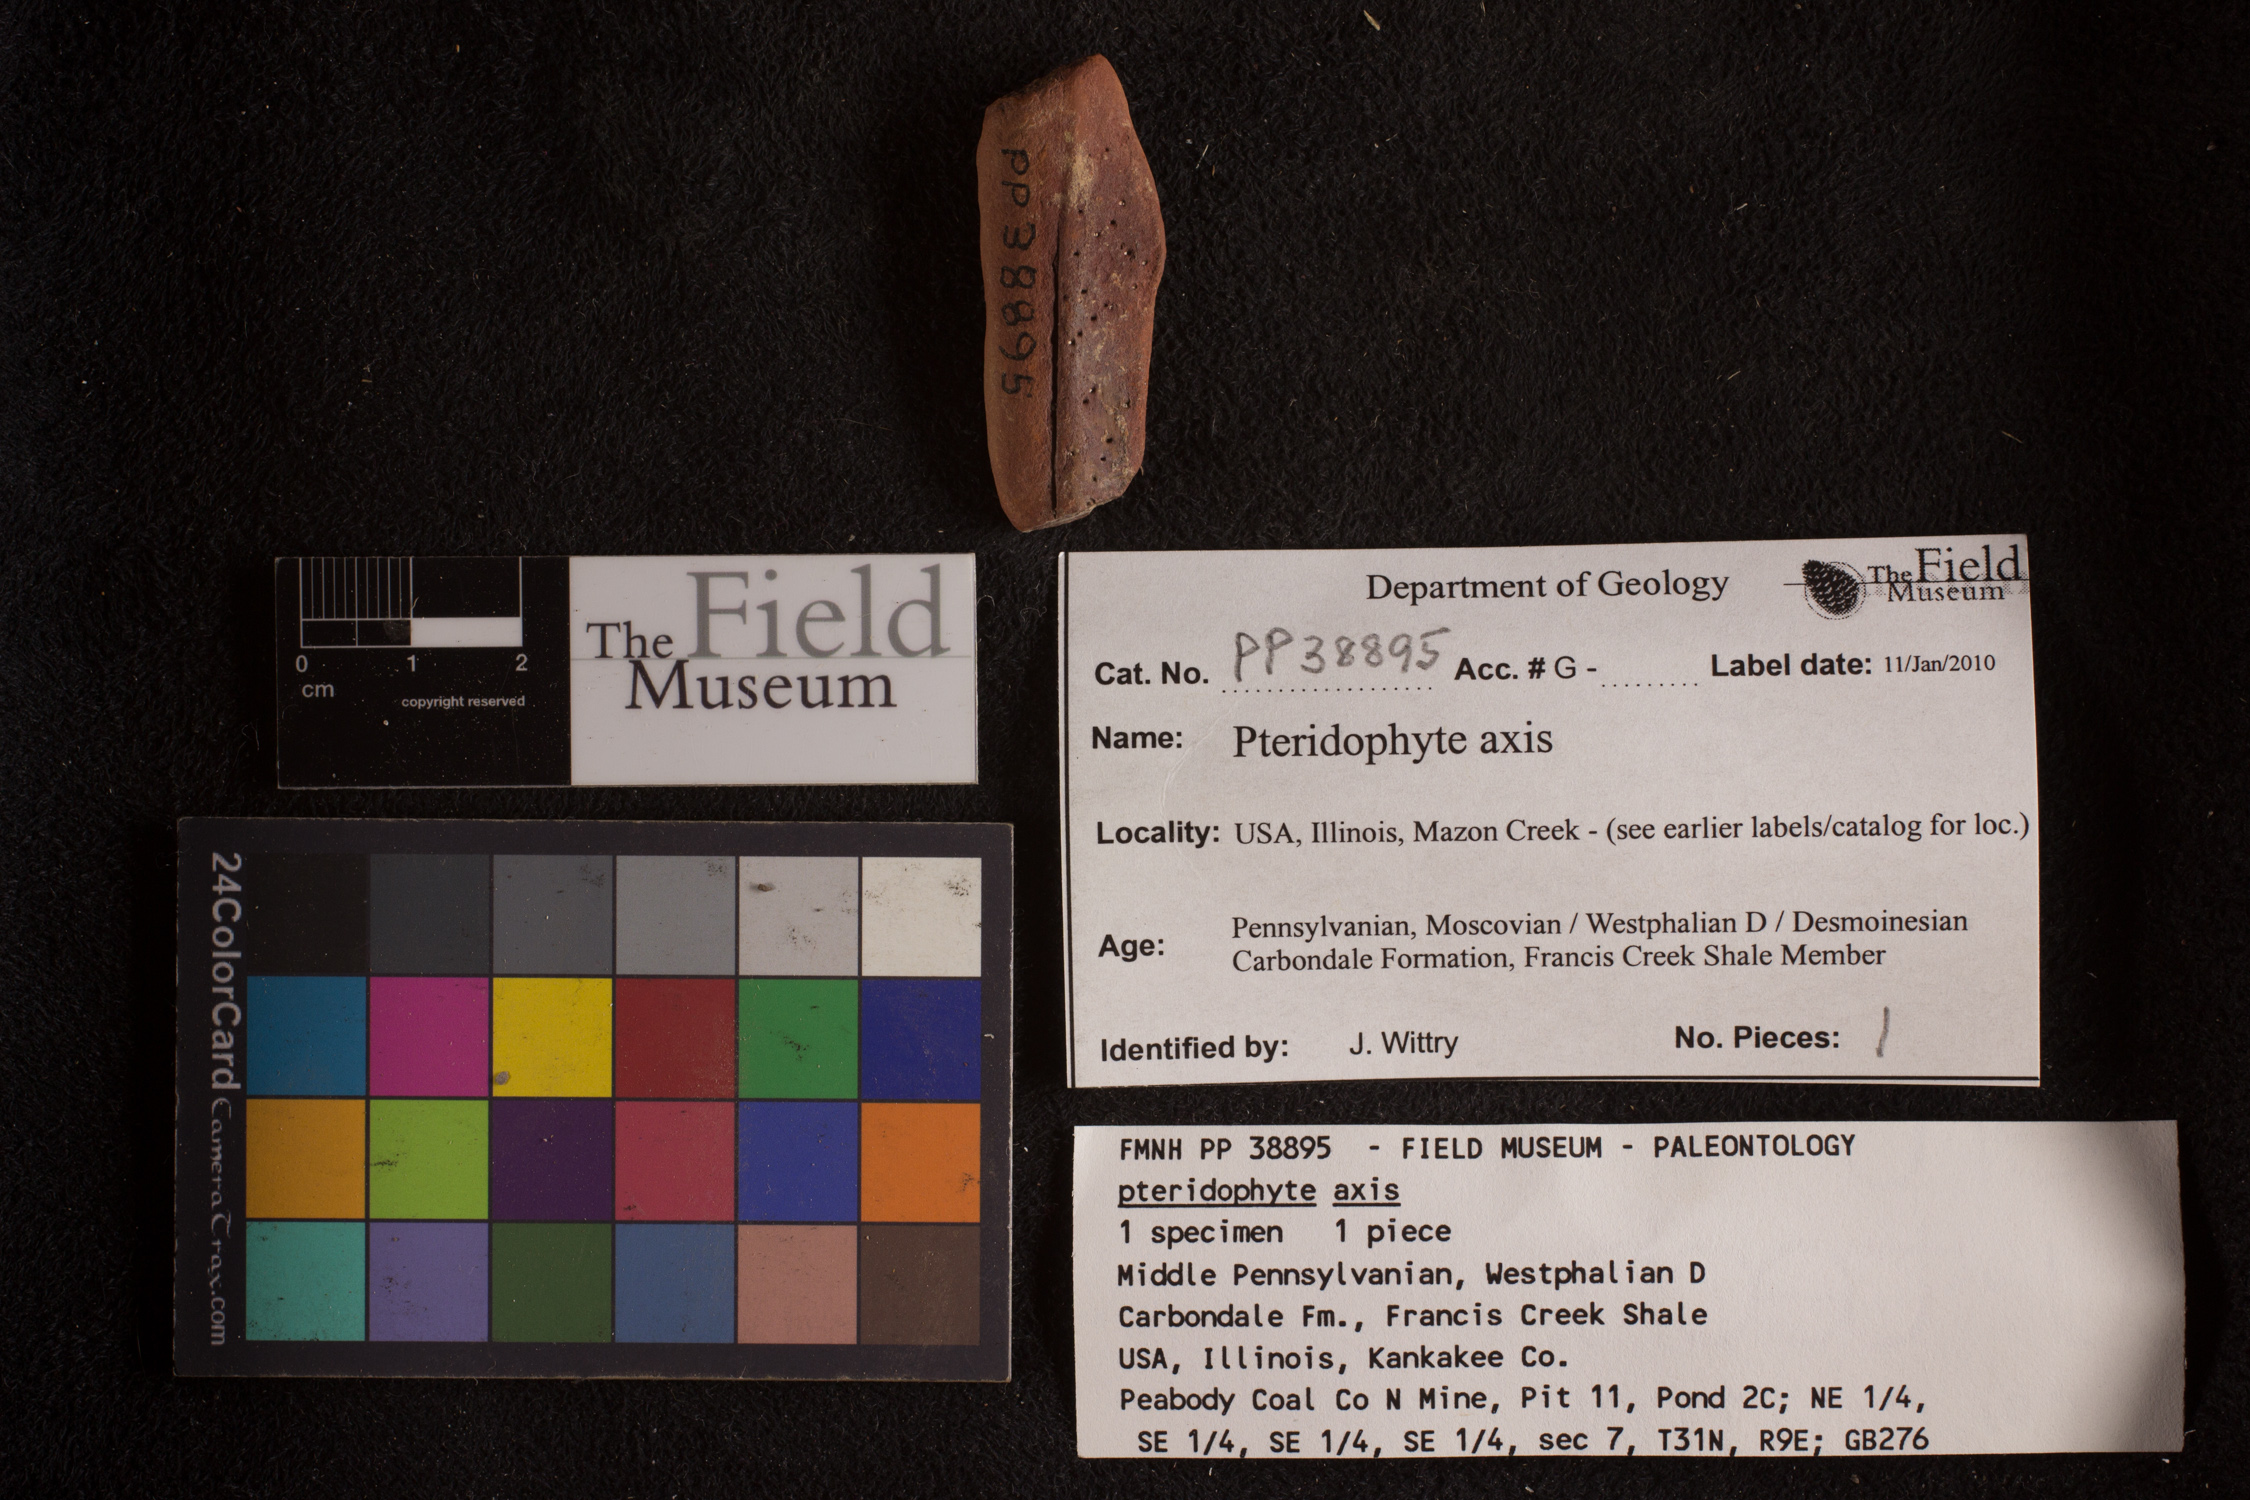 PP38895
0 1 2
cm
copyright reserved
The Field
Museum
24ColorCard CameraTrax.com
Department of Geology
The Field
Museum
Cat. No. PP38895 Acc. # G - ......... Label date: 11/Jan/2010
Name: Pteridophyte axis
Locality: USA, Illinois, Mazon Creek - (see earlier labels/catalog for loc.)
Age: Pennsylvanian, Moscovian / Westphalian D / Desmoinesian
Carbondale Formation, Francis Creek Shale Member
Identified by: J. Wittry No. Pieces: 1
FMNH PP 38895 - FIELD MUSEUM - PALEONTOLOGY
pteridophyte axis
1 specimen 1 piece
Middle Pennsylvanian, Westphalian D
Carbondale Fm., Francis Creek Shale
USA, Illinois, Kankakee Co.
Peabody Coal Co N Mine, Pit 11, Pond 2C; NE 1/4,
SE 1/4, SE 1/4, SE 1/4, sec 7, T31N, R9E; GB276